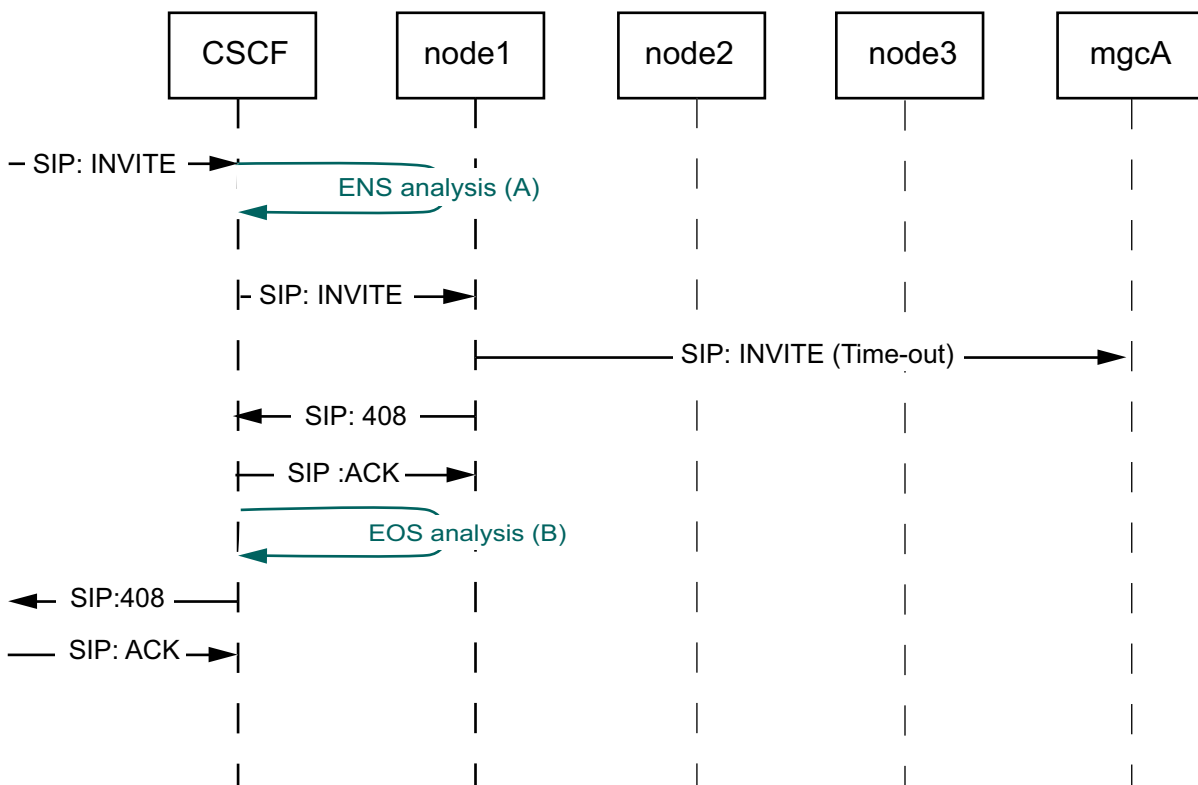 CSCF
node1
node2
node3
mgcA
SIP: INVITE
ENS analysis (A)
SIP: INVITE
SIP: INVITE (Time-out)
SIP: 408
SIP :ACK
EOS analysis (B)
SIP:408
SIP: ACK